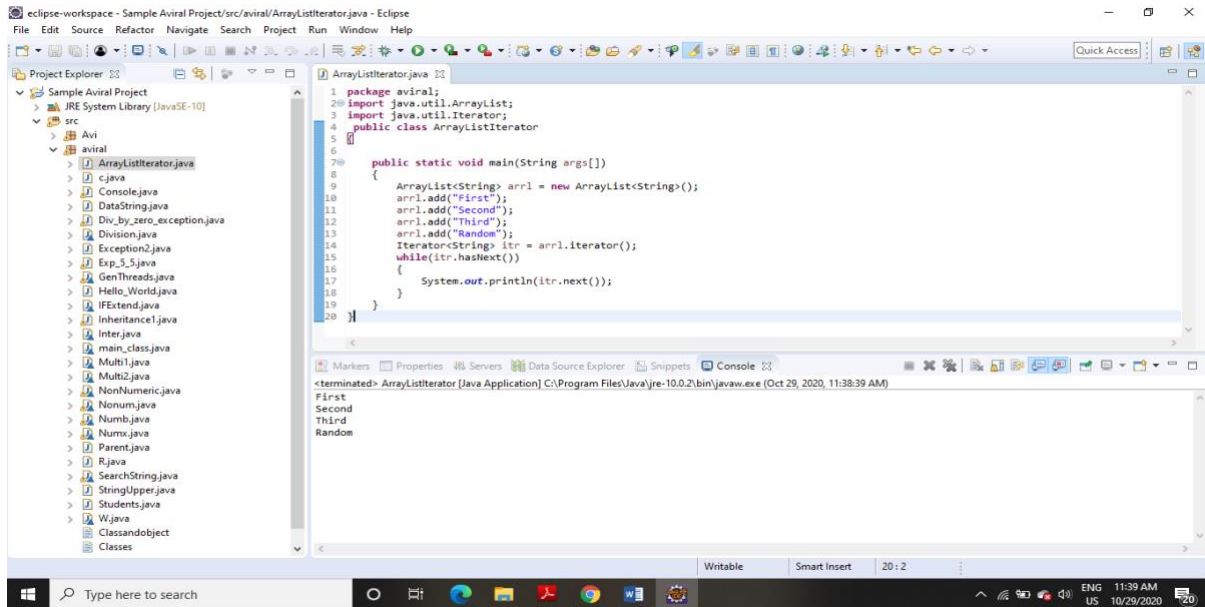 eclipse-workspace - Sample Aviral Project/src/aviral/ArrayListIterator.java - Eclipse
File Edit Source Refactor Navigate Search Project Run Window Help
Quick Access
Project Explorer
Sample Aviral Project
JRE System Library [JavaSE-10]
src
Avi
aviral
ArrayListIterator.java
c.java
Console.java
DataString.java
Div_by_zero_exception.java
Division.java
Exception2.java
Exp_5_5.java
GenThreads.java
Hello_World.java
IFExtend.java
Inheritance1.java
Inter.java
main_class.java
Multi1.java
Multi2.java
NonNumeric.java
Nonum.java
Numb.java
Numx.java
Parent.java
R.java
SearchString.java
StringUpper.java
Students.java
W.java
Classandobject
Classes
ArrayListIterator.java
1 package aviral;
2 import java.util.ArrayList;
3 import java.util.Iterator;
4 public class ArrayListIterator
5 {
6
7 public static void main(String args[])
8 {
9 ArrayList<String> arrl = new ArrayList<String>();
10 arrl.add("First");
11 arrl.add("Second");
12 arrl.add("Third");
13 arrl.add("Random");
14 Iterator<String> itr = arrl.iterator();
15 while(itr.hasNext())
16 {
17 System.out.println(itr.next());
18 }
19 }
20 }
Markers Properties Servers Data Source Explorer Snippets Console
<terminated> ArrayListIterator [Java Application] C:\Program Files\Java\jre-10.0.2\bin\javaw.exe (Oct 29, 2020, 11:38:39 AM)
First
Second
Third
Random
Writable Smart Insert 20 : 2
Type here to search
ENG 11:39 AM
US 10/29/2020
20